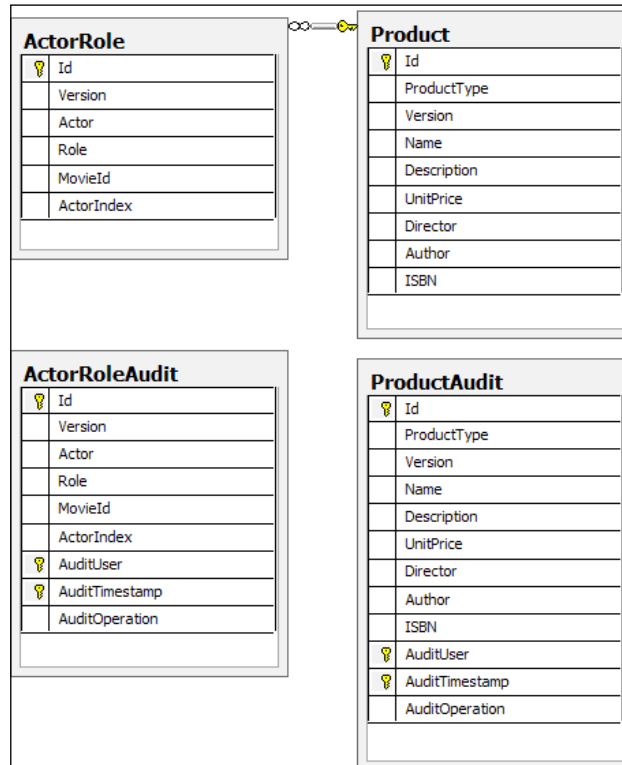 ActorRole
Id
Version
Actor
Role
MovieId
ActorIndex
Product
Id
ProductType
Version
Name
Description
UnitPrice
Director
Author
ISBN
ActorRoleAudit
Id
Version
Actor
Role
MovieId
ActorIndex
AuditUser
AuditTimestamp
AuditOperation
ProductAudit
Id
ProductType
Version
Name
Description
UnitPrice
Director
Author
ISBN
AuditUser
AuditTimestamp
AuditOperation